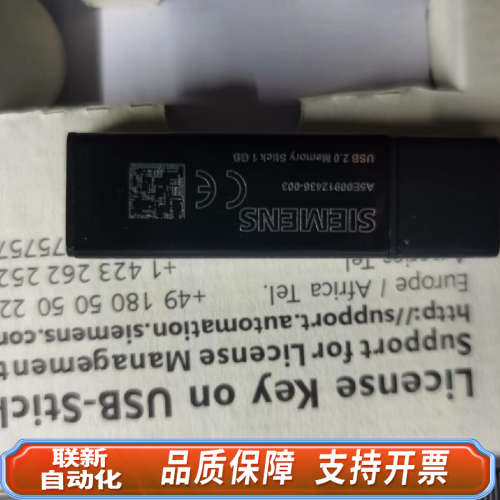 SIEMENS
A5E00912436-003
USB 2.0 Memory Stick 1 GB
License Key on USB-Stick
Support for License Management
http://support.automation.siemens.com
Europe / Africa Tel.
+49 180 50 50 22
+1 423 262 252
75757
联新
自动化
品质保障 支持开票